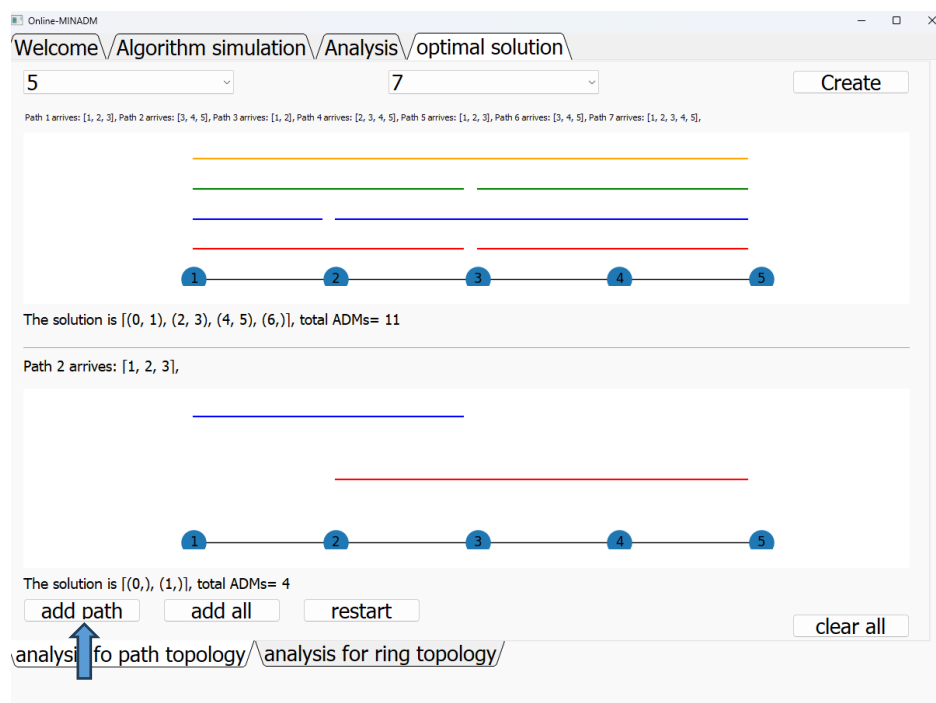 Online-MINADM
Welcome Algorithm simulation Analysis optimal solution
5 7 Create
Path 1 arrives: [1, 2, 3], Path 2 arrives: [3, 4, 5], Path 3 arrives: [1, 2], Path 4 arrives: [2, 3, 4, 5], Path 5 arrives: [1, 2, 3], Path 6 arrives: [3, 4, 5], Path 7 arrives: [1, 2, 3, 4, 5],
1 2 3 4 5
The solution is [(0, 1), (2, 3), (4, 5), (6,)], total ADMs= 11
Path 2 arrives: [1, 2, 3],
1 2 3 4 5
The solution is [(0,), (1,)], total ADMs= 4
add path add all restart
clear all
analysi fo path topology analysis for ring topology